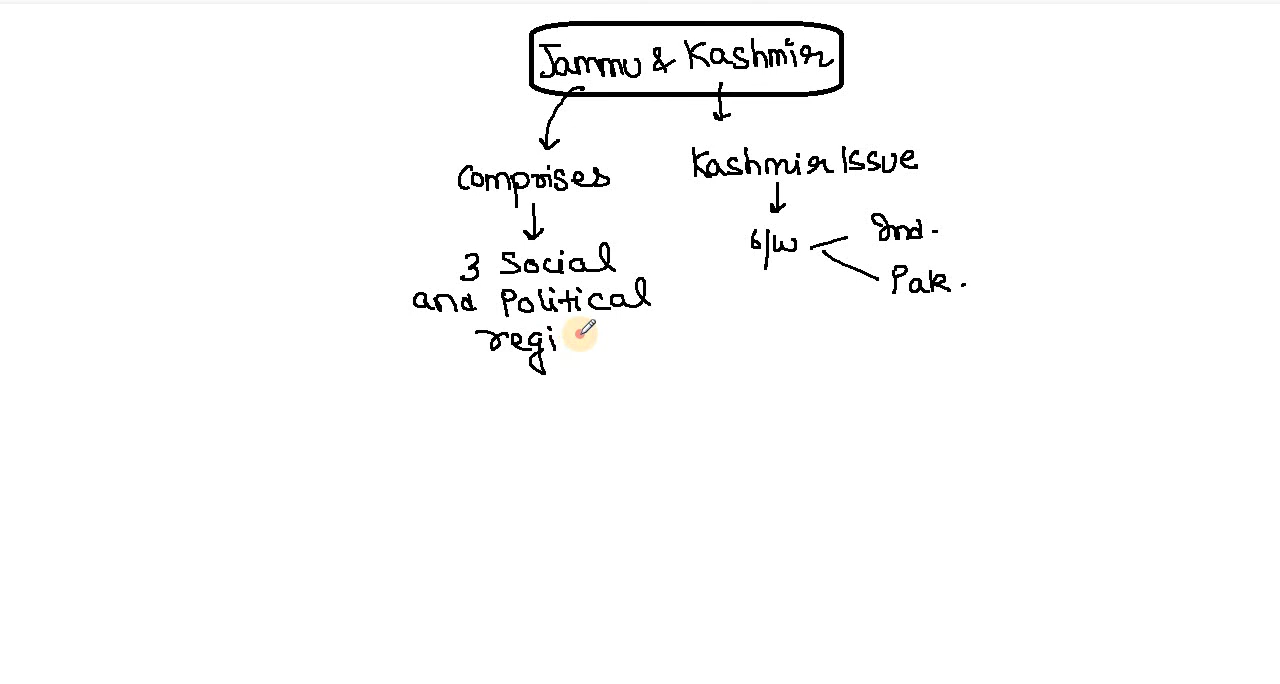 Jammu & Kashmir
Comprises
3 Social
and Political
regi
Kashmir Issue
b/w
Ind.
Pak.